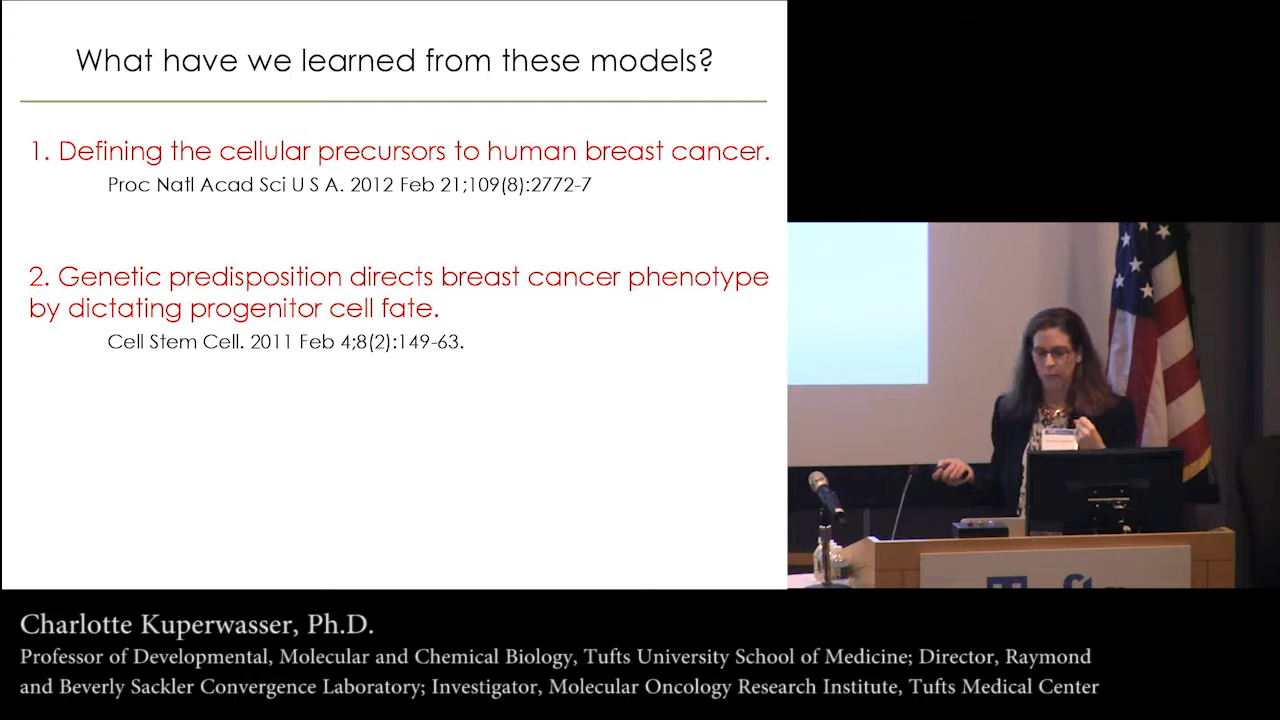 What have we learned from these models?
1. Defining the cellular precursors to human breast cancer.
Proc Natl Acad Sci U S A. 2012 Feb 21;109(8):2772-7
2. Genetic predisposition directs breast cancer phenotype
by dictating progenitor cell fate.
Cell Stem Cell. 2011 Feb 4;8(2):149-63.
Charlotte Kuperwasser, Ph.D.
Professor of Developmental, Molecular and Chemical Biology, Tufts University School of Medicine; Director, Raymond
and Beverly Sackler Convergence Laboratory; Investigator, Molecular Oncology Research Institute, Tufts Medical Center